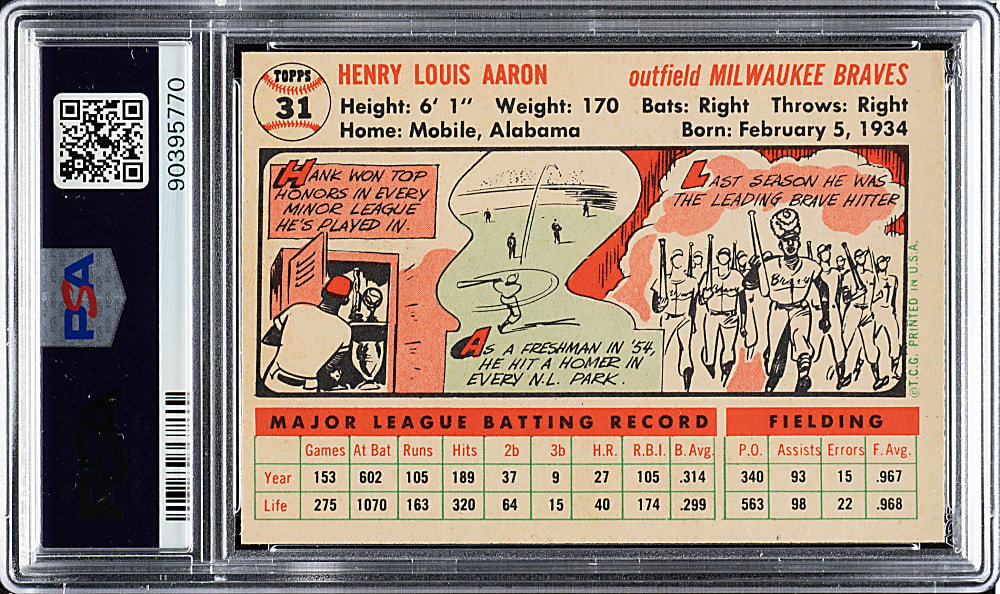 90395770
PSA
TOPPS
31
HENRY LOUIS AARON outfield MILWAUKEE BRAVES
Height: 6' 1" Weight: 170 Bats: Right Throws: Right
Home: Mobile, Alabama Born: February 5, 1934
HANK WON TOP
HONORS IN EVERY
MINOR LEAGUE
HE'S PLAYED IN.
AS A FRESHMAN IN '54,
HE HIT A HOMER IN
EVERY N.L. PARK.
LAST SEASON HE WAS
THE LEADING BRAVE HITTER
Braves
©T.C.G. PRINTED IN U.S.A.
MAJOR LEAGUE BATTING RECORD FIELDING
Games At Bat Runs Hits 2b 3b H.R. R.B.I. B. Avg. P.O. Assists Errors F. Avg.
Year 153 602 105 189 37 9 27 105 .314 340 93 15 .967
Life 275 1070 163 320 64 15 40 174 .299 563 98 22 .968